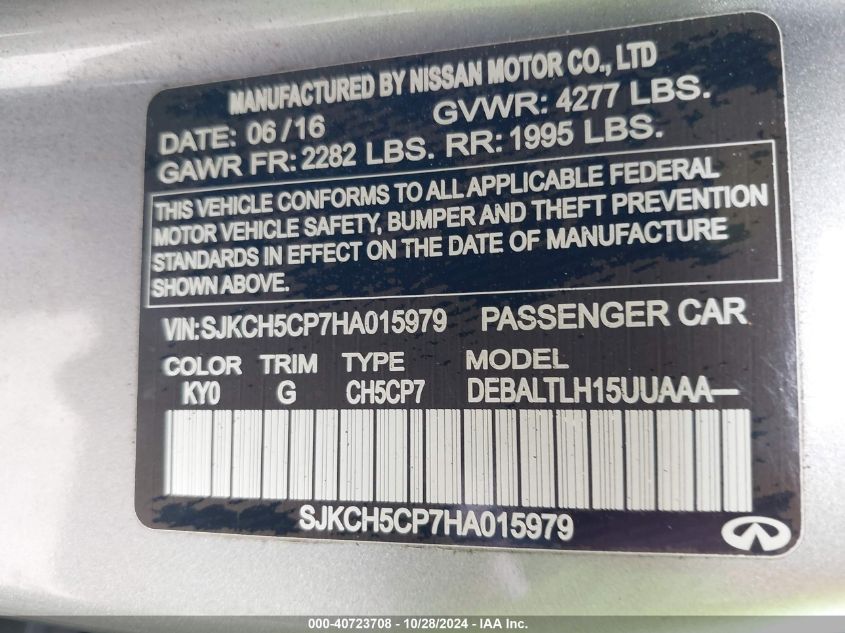 MANUFACTURED BY NISSAN MOTOR CO., LTD
DATE: 06/16 GVWR: 4277 LBS.
GAWR FR: 2282 LBS. RR: 1995 LBS.
THIS VEHICLE CONFORMS TO ALL APPLICABLE FEDERAL
MOTOR VEHICLE SAFETY, BUMPER AND THEFT PREVENTION
STANDARDS IN EFFECT ON THE DATE OF MANUFACTURE
SHOWN ABOVE.
VIN: SJKCH5CP7HA015979 PASSENGER CAR
COLOR TRIM TYPE MODEL
KY0 G CH5CP7 DEBALTLH15UUAAA—
SJKCH5CP7HA015979
000-40723708 - 10/28/2024 - IAA Inc.